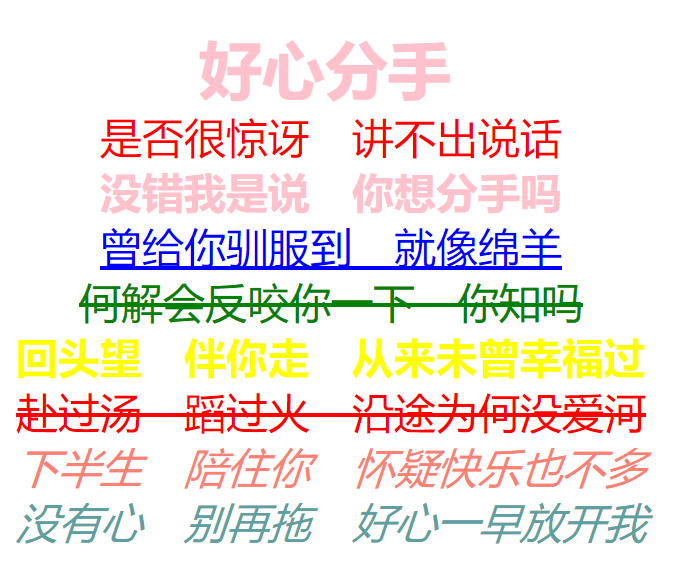 好心分手
是否很惊讶　讲不出说话
没错我是说　你想分手吗
曾给你驯服到　就像绵羊
何解会反咬你一下　你知吗
回头望　伴你走　从来未曾幸福过
赴过汤　蹈过火　沿途为何没爱河
下半生　陪住你　怀疑快乐也不多
没有心　别再拖　好心一早放开我